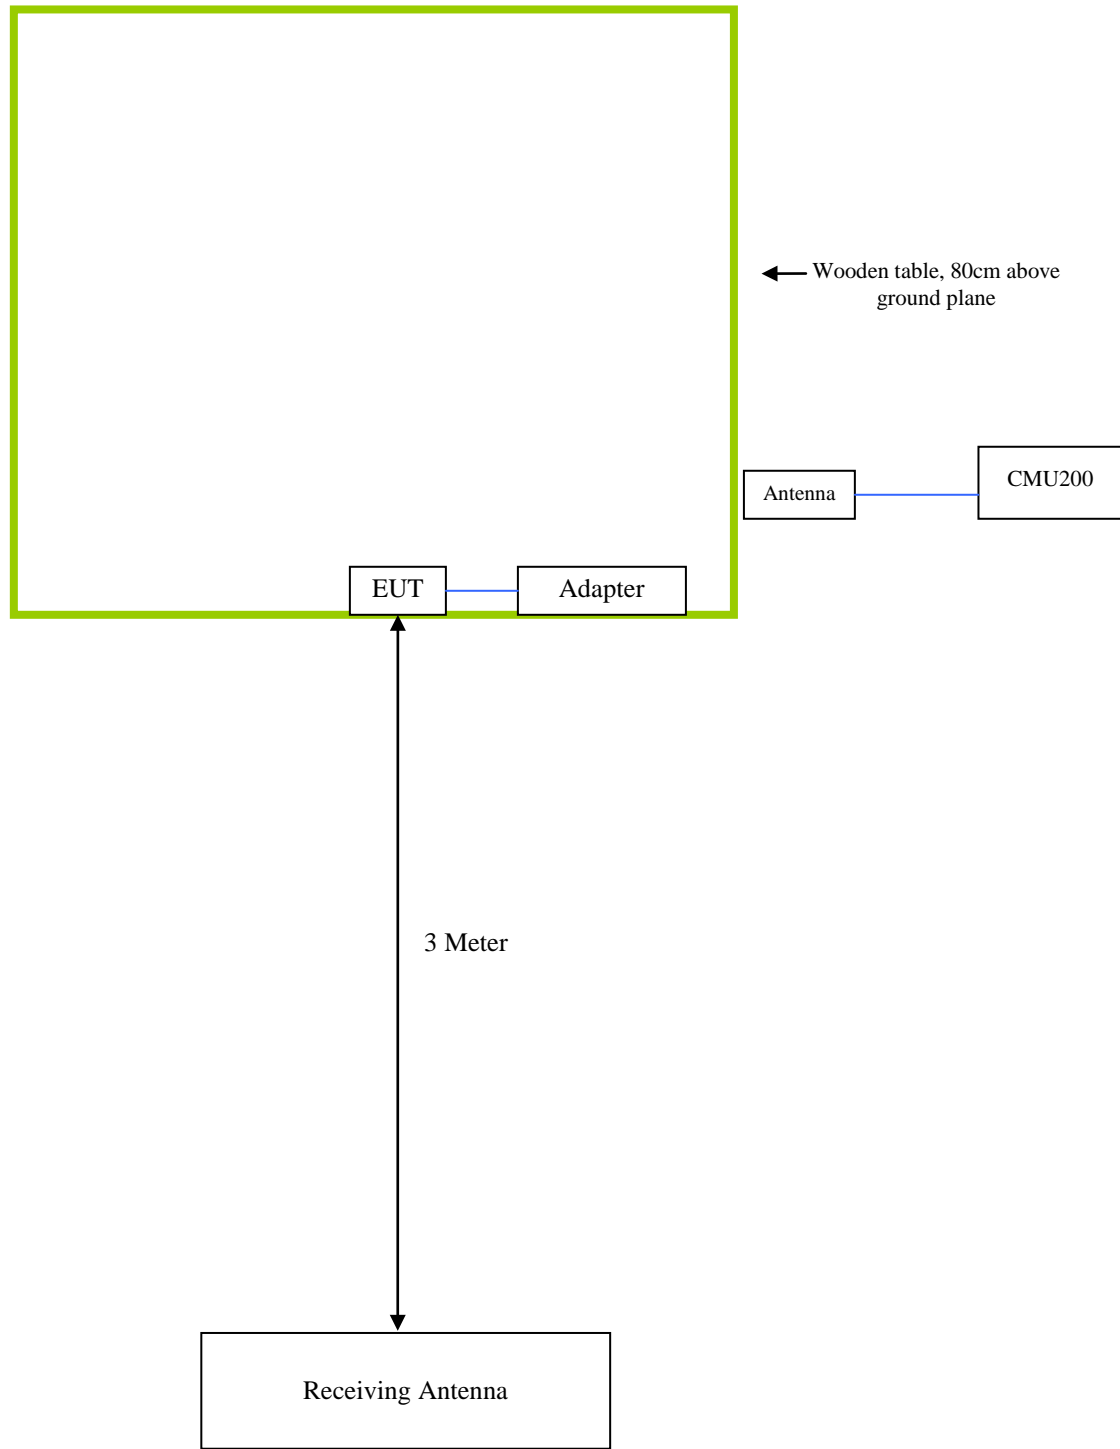 Wooden table, 80cm above
ground plane
CMU200
Antenna
EUT
Adapter
3 Meter
Receiving Antenna